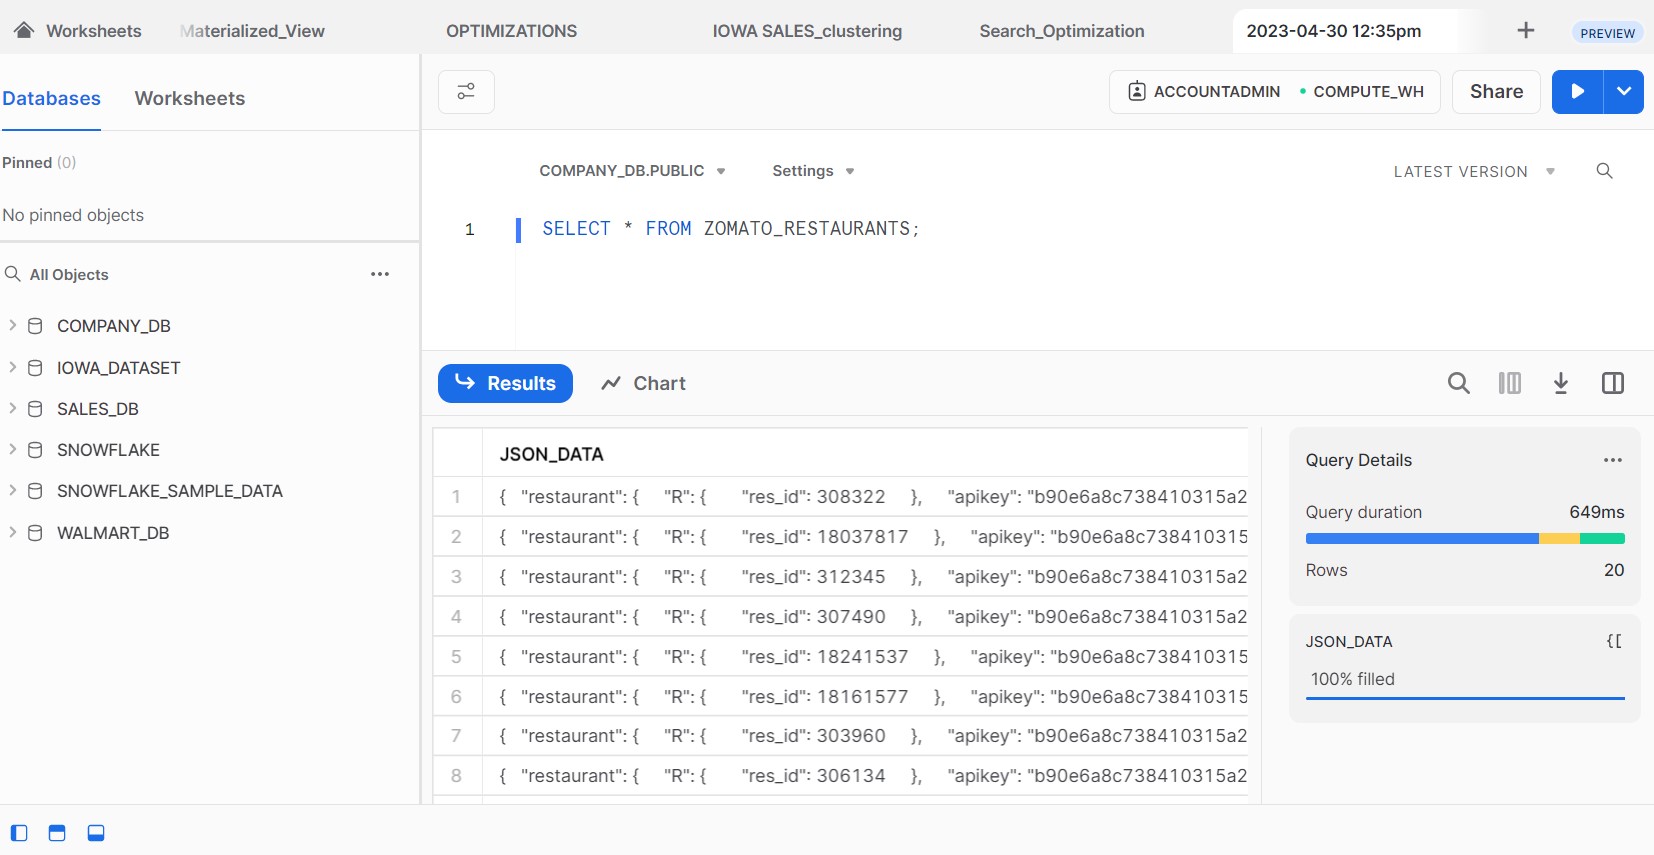 Worksheets
Materialized_View
OPTIMIZATIONS
IOWA SALES_clustering
Search_Optimization
2023-04-30 12:35pm
PREVIEW
Databases
Worksheets
ACCOUNTADMIN
COMPUTE_WH
Share
Pinned (0)
No pinned objects
COMPANY_DB.PUBLIC
Settings
LATEST VERSION
1 SELECT * FROM ZOMATO_RESTAURANTS;
All Objects
COMPANY_DB
IOWA_DATASET
SALES_DB
SNOWFLAKE
SNOWFLAKE_SAMPLE_DATA
WALMART_DB
Results
Chart
JSON_DATA
1 { "restaurant": { "R": { "res_id": 308322 }, "apikey": "b90e6a8c738410315a2
2 { "restaurant": { "R": { "res_id": 18037817 }, "apikey": "b90e6a8c738410315
3 { "restaurant": { "R": { "res_id": 312345 }, "apikey": "b90e6a8c738410315a2
4 { "restaurant": { "R": { "res_id": 307490 }, "apikey": "b90e6a8c738410315a2
5 { "restaurant": { "R": { "res_id": 18241537 }, "apikey": "b90e6a8c738410315
6 { "restaurant": { "R": { "res_id": 18161577 }, "apikey": "b90e6a8c738410315
7 { "restaurant": { "R": { "res_id": 303960 }, "apikey": "b90e6a8c738410315a2
8 { "restaurant": { "R": { "res_id": 306134 }, "apikey": "b90e6a8c738410315a2
Query Details
Query duration 649ms
Rows 20
JSON_DATA
100% filled